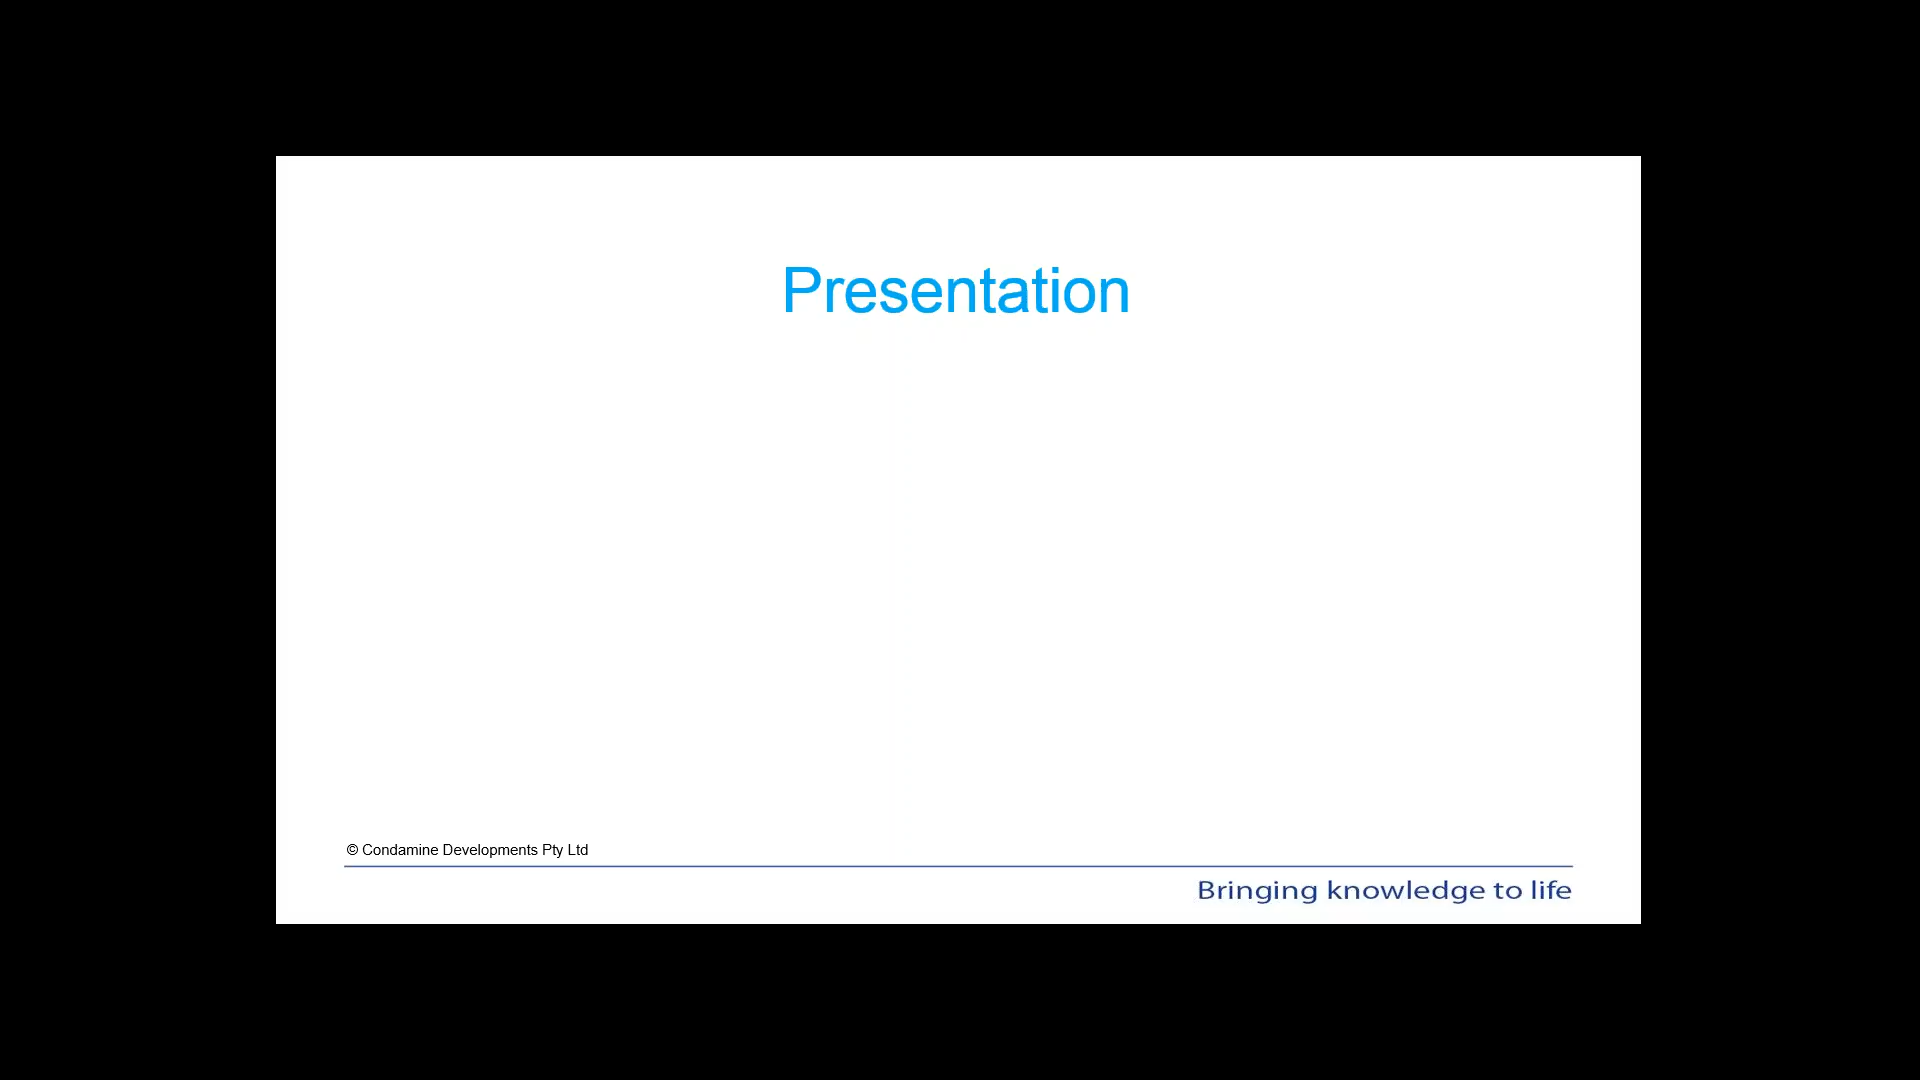 Presentation
© Condamine Developments Pty Ltd
Bringing knowledge to life